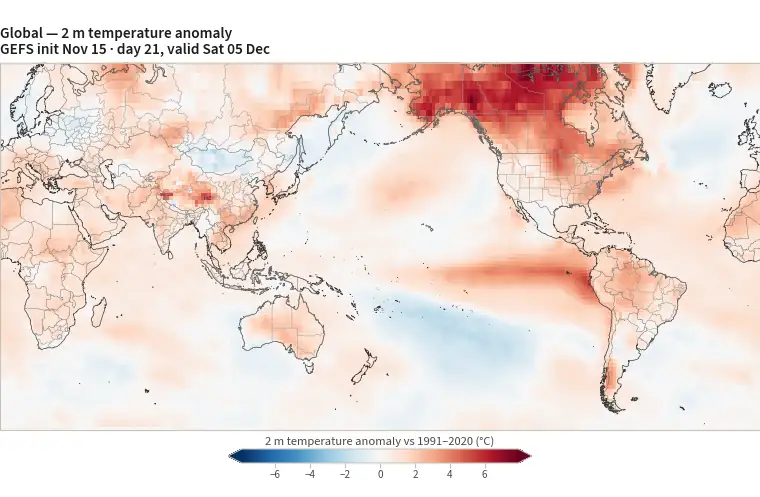 Global — 2 m temperature anomaly
GEFS init Nov 15 · day 21, valid Sat 05 Dec
2 m temperature anomaly vs 1991–2020 (°C)
−6 −4 −2 0 2 4 6